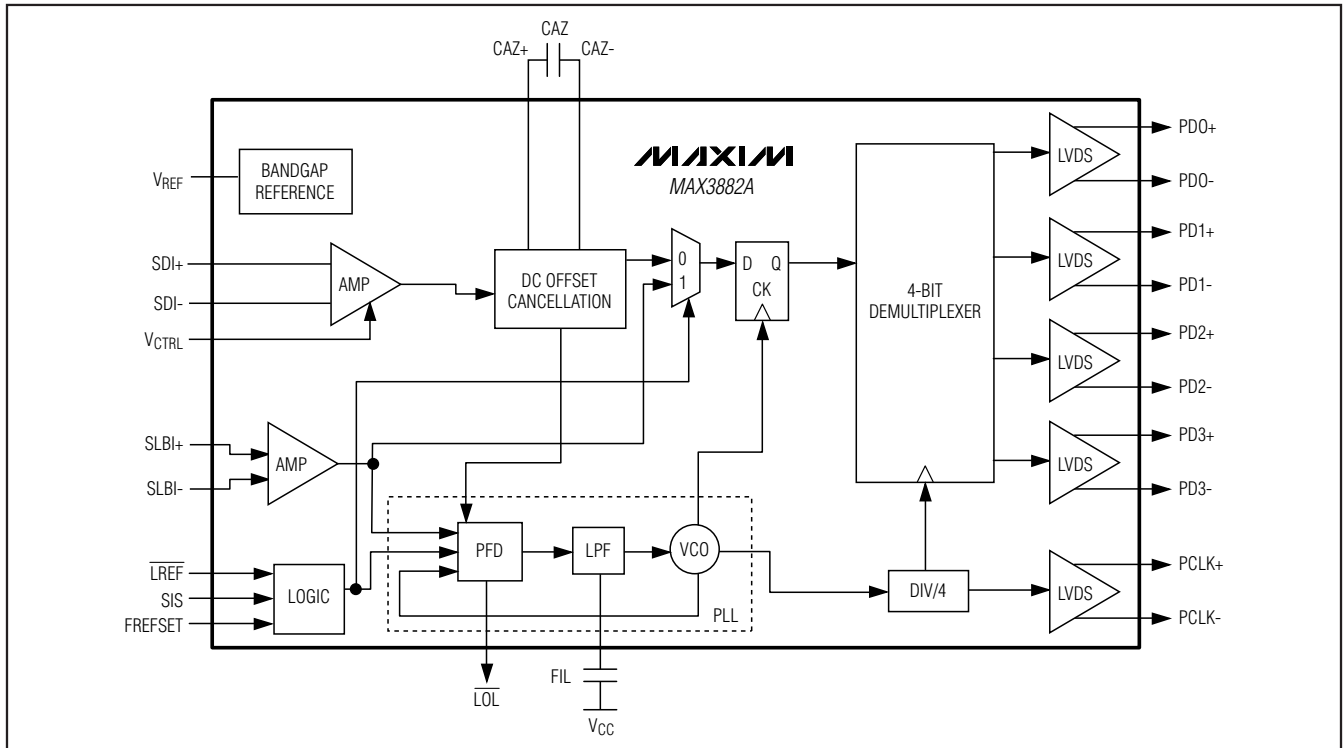 CAZ
CAZ+
CAZ-
MAXIM
MAX3882A
VREF
BANDGAP
REFERENCE
SDI+
SDI-
VCTRL
AMP
DC OFFSET
CANCELLATION
0
1
D Q
CK
4-BIT
DEMULTIPLEXER
LVDS
PD0+
PD0-
LVDS
PD1+
PD1-
LVDS
PD2+
PD2-
LVDS
PD3+
PD3-
SLBI+
SLBI-
AMP
LREF
SIS
FREFSET
LOGIC
PFD
LPF
VCO
PLL
DIV/4
LVDS
PCLK+
PCLK-
LOL
FIL
VCC